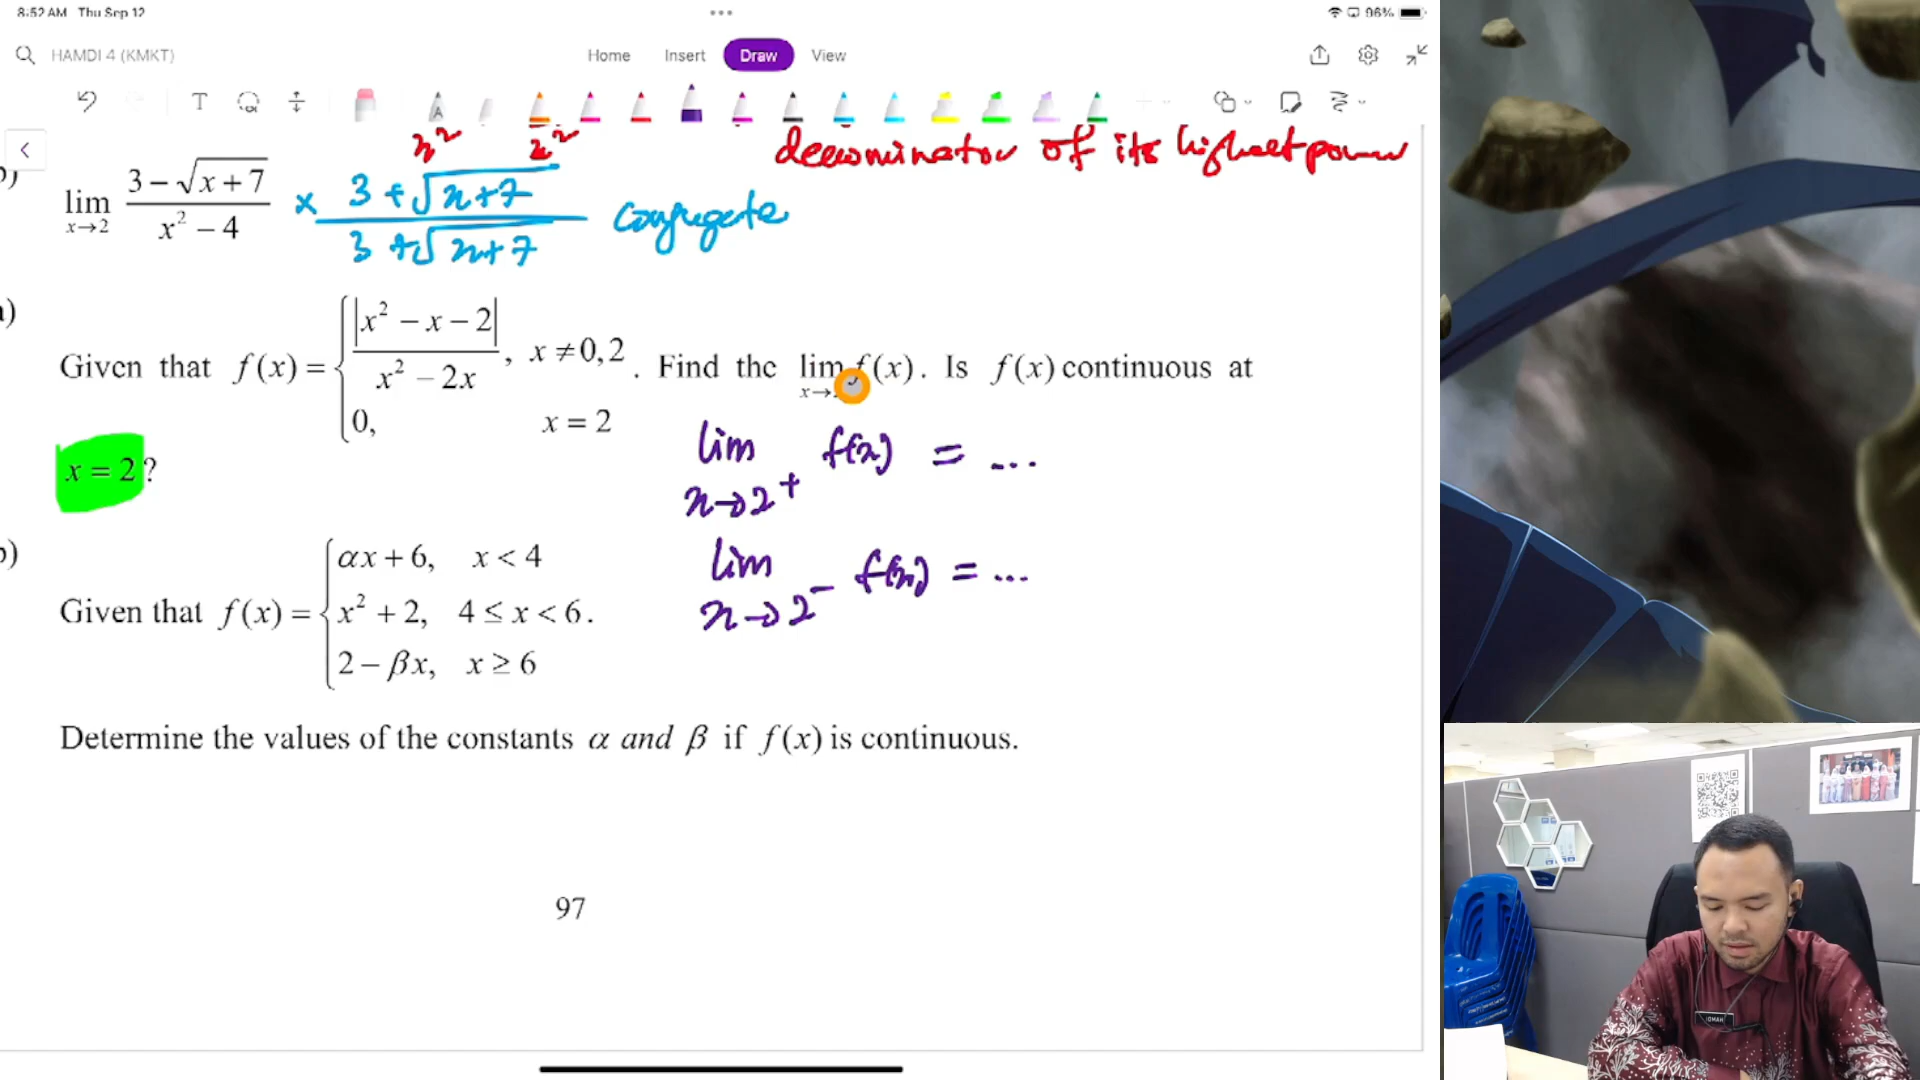 8:52 AM Thu Sep 12
96%
HAMDI 4 (KMKT)
Home Insert Draw View
denominator of its highest power
lim x→2 (3 − √(x + 7)) / (x² − 4) × (3 + √(x+7)) / (3 + √(x+7)) conjugate
Given that f(x) = { |x² − x − 2| / (x² − 2x), x ≠ 0,2
0, x = 2 . Find the lim x→ f(x). Is f(x) continuous at
x = 2 ?
lim x→2⁺ f(x) = ...
lim x→2⁻ f(x) = ...
Given that f(x) = { αx + 6, x < 4
x² + 2, 4 ≤ x < 6.
2 − βx, x ≥ 6
Determine the values of the constants α and β if f(x) is continuous.
97